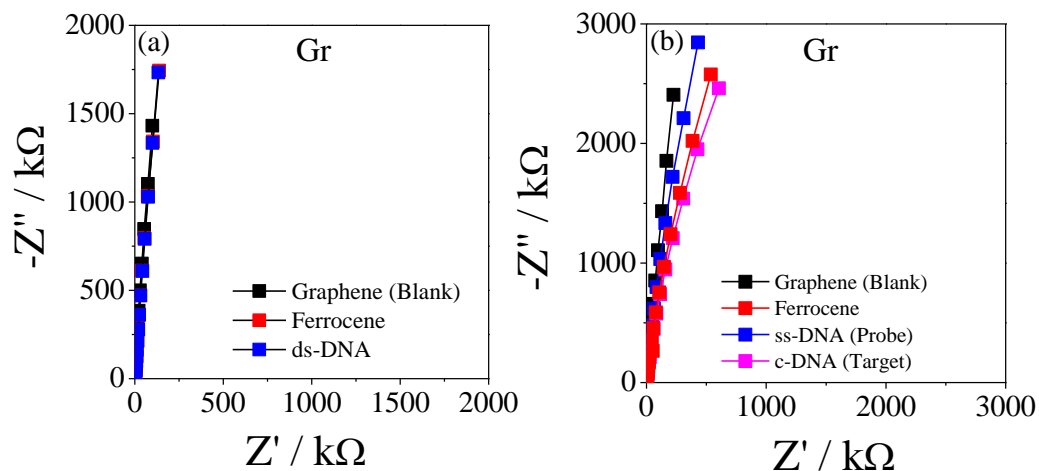 (a)
Gr
2000
1500
1000
500
0
-Z" / kΩ
Graphene (Blank)
Ferrocene
ds-DNA
0
500
1000
1500
2000
Z' / kΩ
(b)
Gr
3000
2000
1000
0
-Z" / kΩ
Graphene (Blank)
Ferrocene
ss-DNA (Probe)
c-DNA (Target)
0
1000
2000
3000
Z' / kΩ